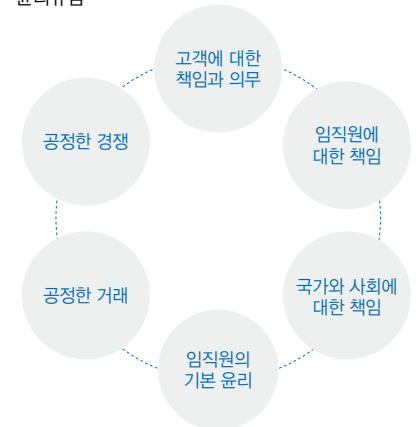 고객에 대한
책임과 의무
임직원에
대한 책임
국가와 사회에
대한 책임
임직원의
기본 윤리
공정한 거래
공정한 경쟁